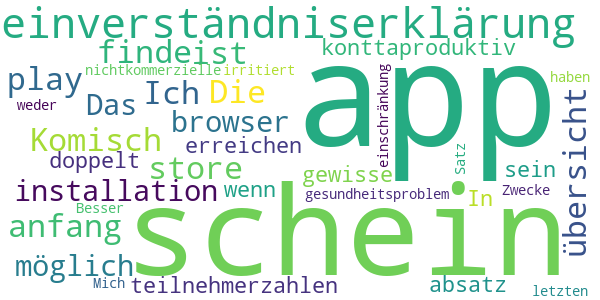 einverständniserklärung
findeist
konttaproduktiv
nichtkommerzielle
irritiert
app
play
Das
Ich
Die
weder
haben
browser
einschränkung
Komisch
erreichen
doppelt
store
gewisse
Satz
sein
übersicht
installation
wenn
gesundheitsproblem
In
Zwecke
schein
anfang
Besser
möglich
Mich
teilnehmerzahlen
absatz
letzten